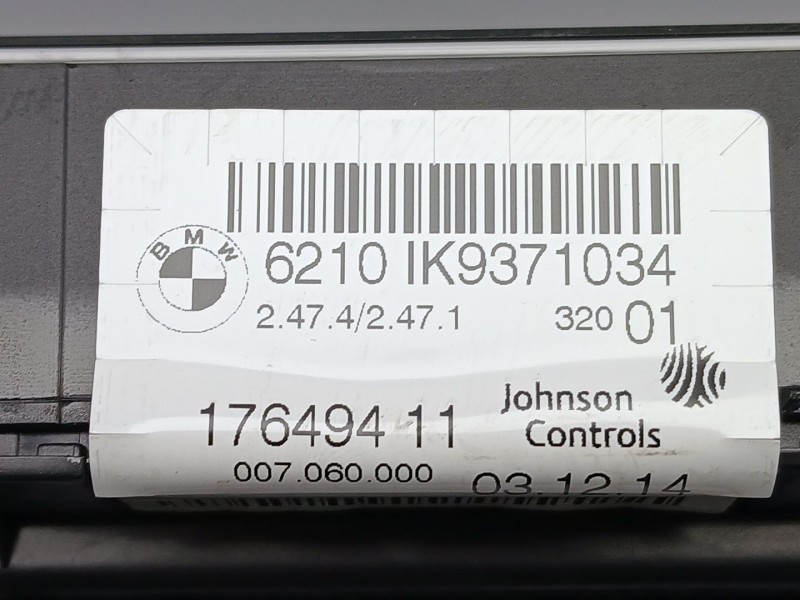 BMW
6210 IK9371034
2.47.4/2.47.1 320 01
Johnson
Controls
176494 11
007.060.000 03.12.14